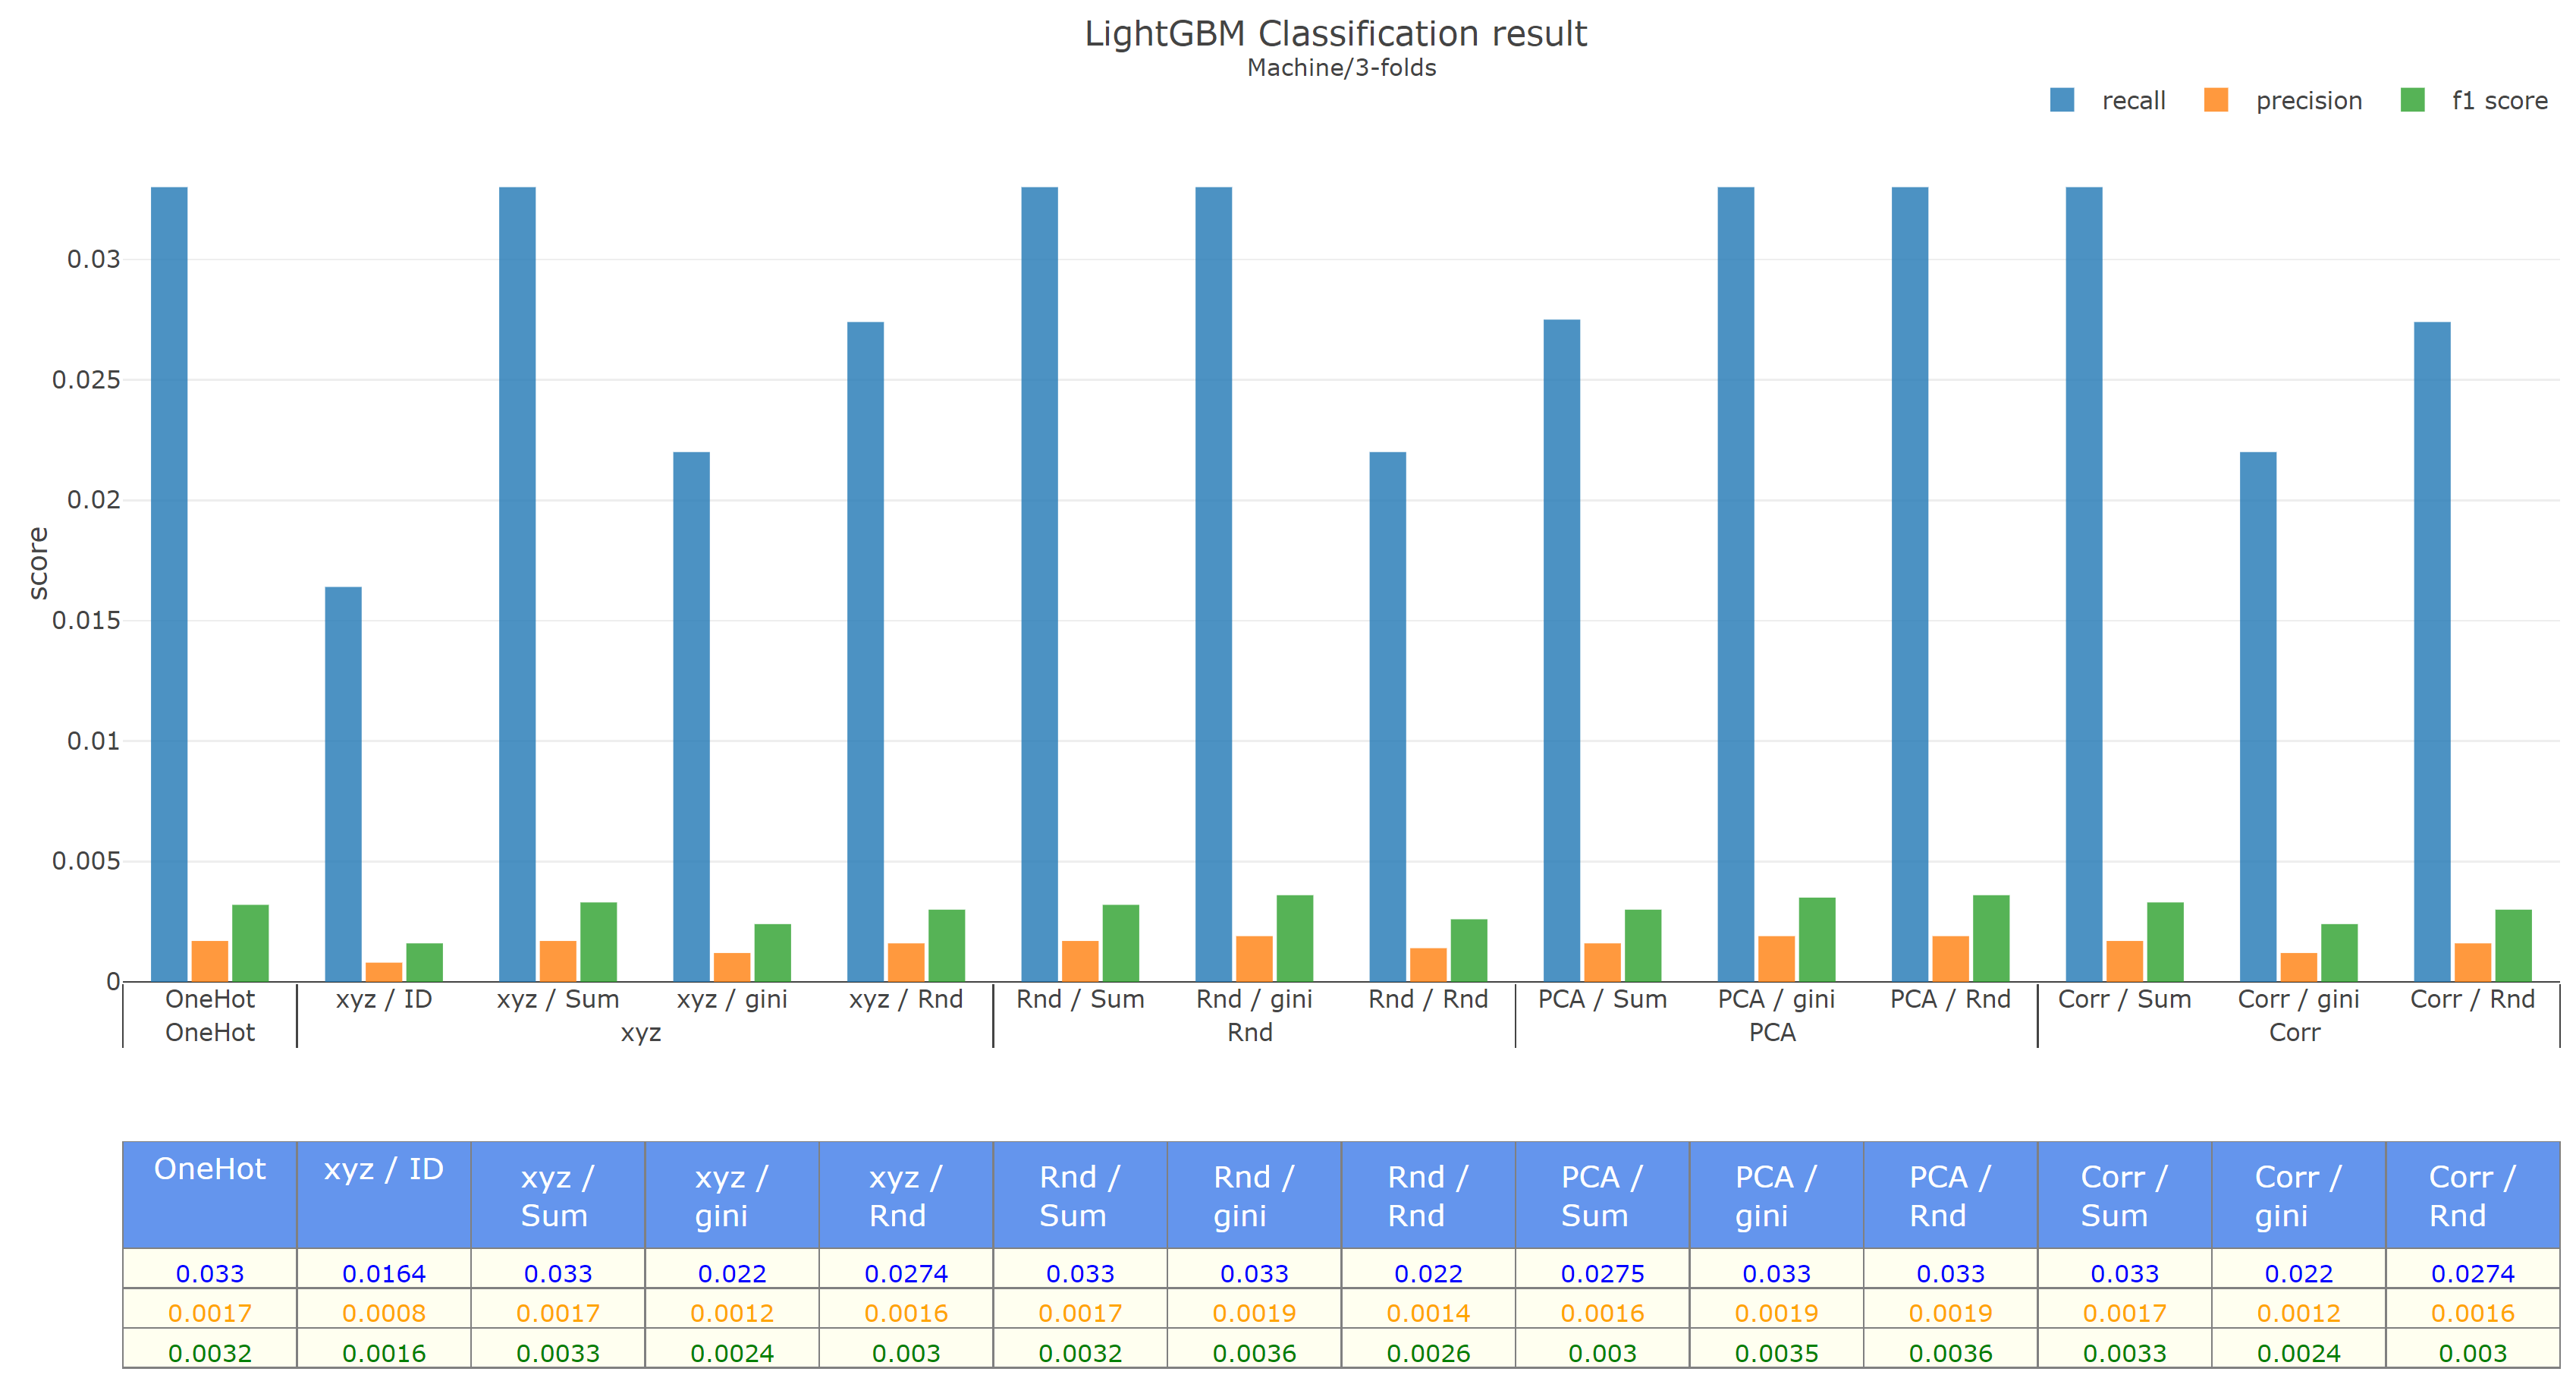 LightGBM Classification result
Machine/3-folds
recall precision f1 score
0.03
0.025
0.02
0.015
0.01
0.005
0
score
OneHot xyz / ID xyz / Sum xyz / gini xyz / Rnd Rnd / Sum Rnd / gini Rnd / Rnd PCA / Sum PCA / gini PCA / Rnd Corr / Sum Corr / gini Corr / Rnd
OneHot xyz Rnd PCA Corr
OneHot xyz / ID xyz / Sum xyz / gini xyz / Rnd Rnd / Sum Rnd / gini Rnd / Rnd PCA / Sum PCA / gini PCA / Rnd Corr / Sum Corr / gini Corr / Rnd
0.033 0.0164 0.033 0.022 0.0274 0.033 0.033 0.022 0.0275 0.033 0.033 0.033 0.022 0.0274
0.0017 0.0008 0.0017 0.0012 0.0016 0.0017 0.0019 0.0014 0.0016 0.0019 0.0019 0.0017 0.0012 0.0016
0.0032 0.0016 0.0033 0.0024 0.003 0.0032 0.0036 0.0026 0.003 0.0035 0.0036 0.0033 0.0024 0.003